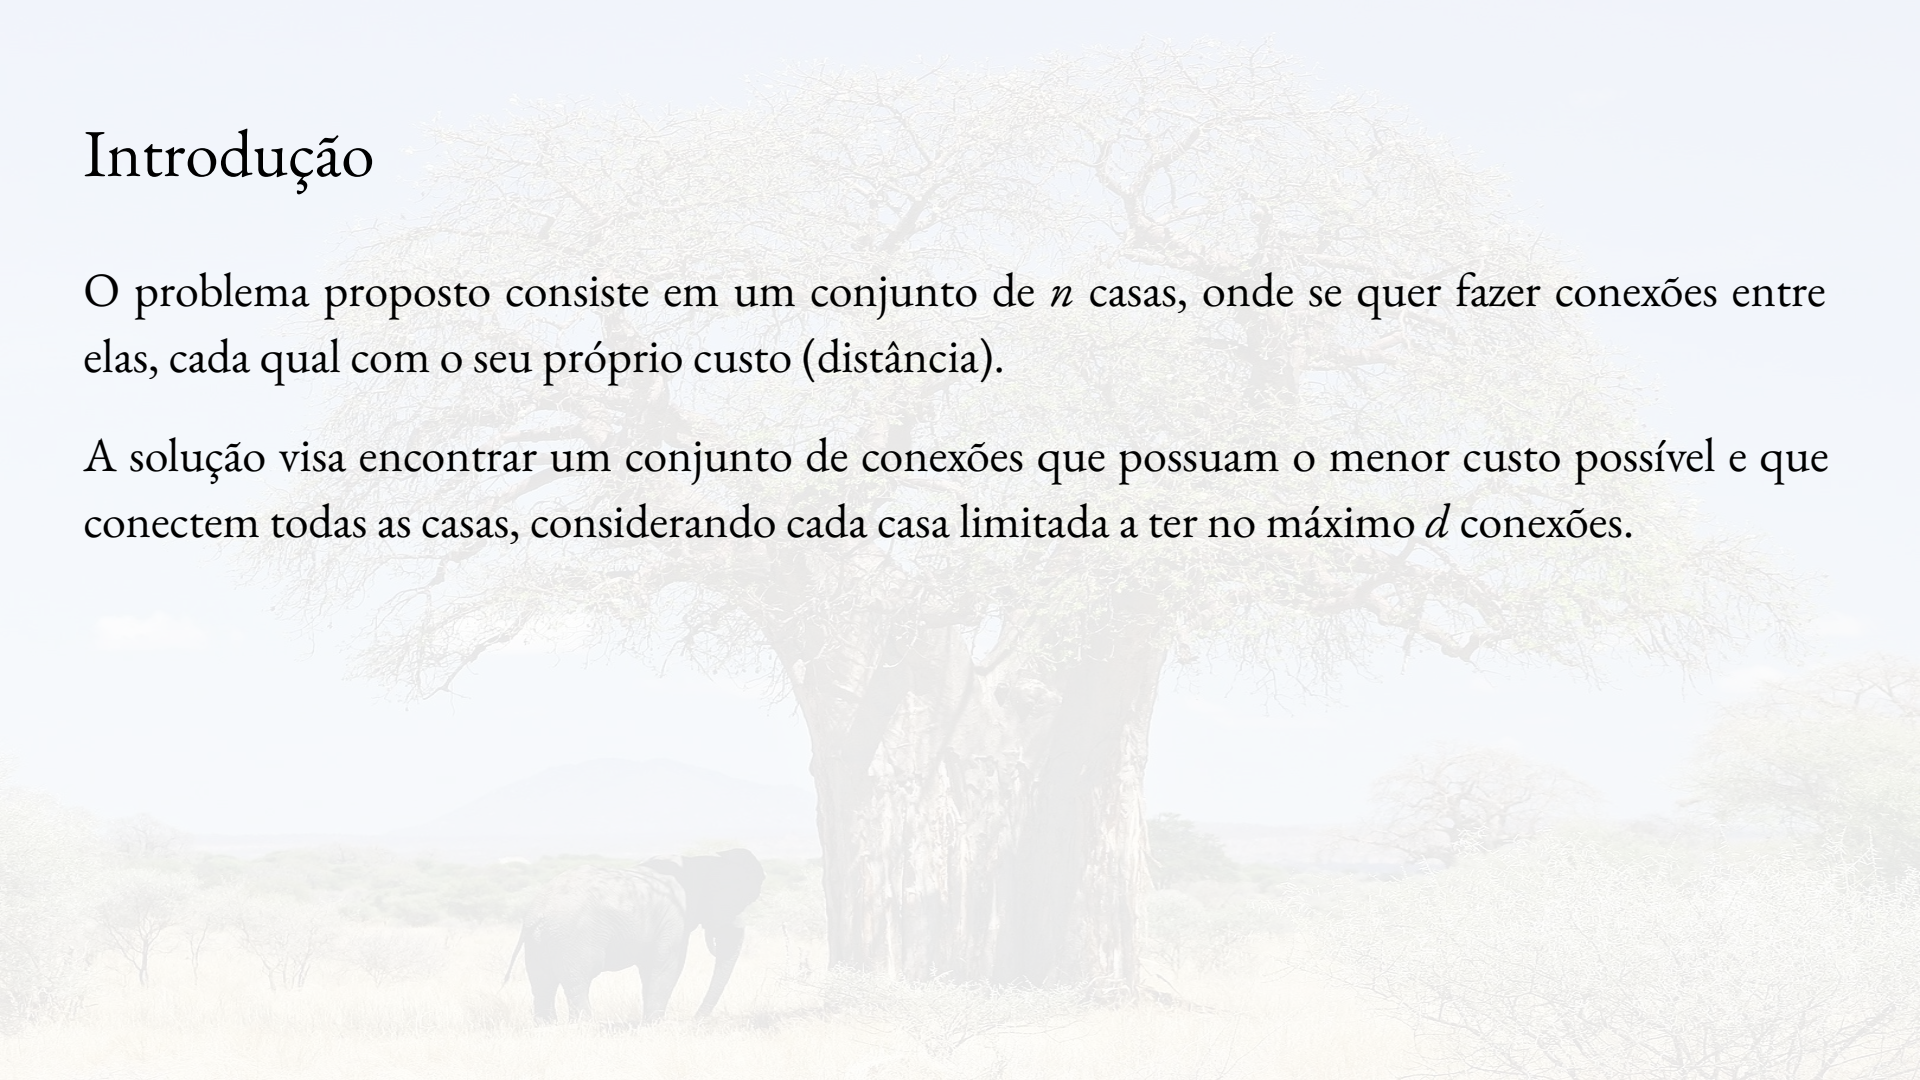 Introdução
O problema proposto consiste em um conjunto de n casas, onde se quer fazer conexões entre
elas, cada qual com o seu próprio custo (distância).
A solução visa encontrar um conjunto de conexões que possuam o menor custo possível e que
conectem todas as casas, considerando cada casa limitada a ter no máximo d conexões.